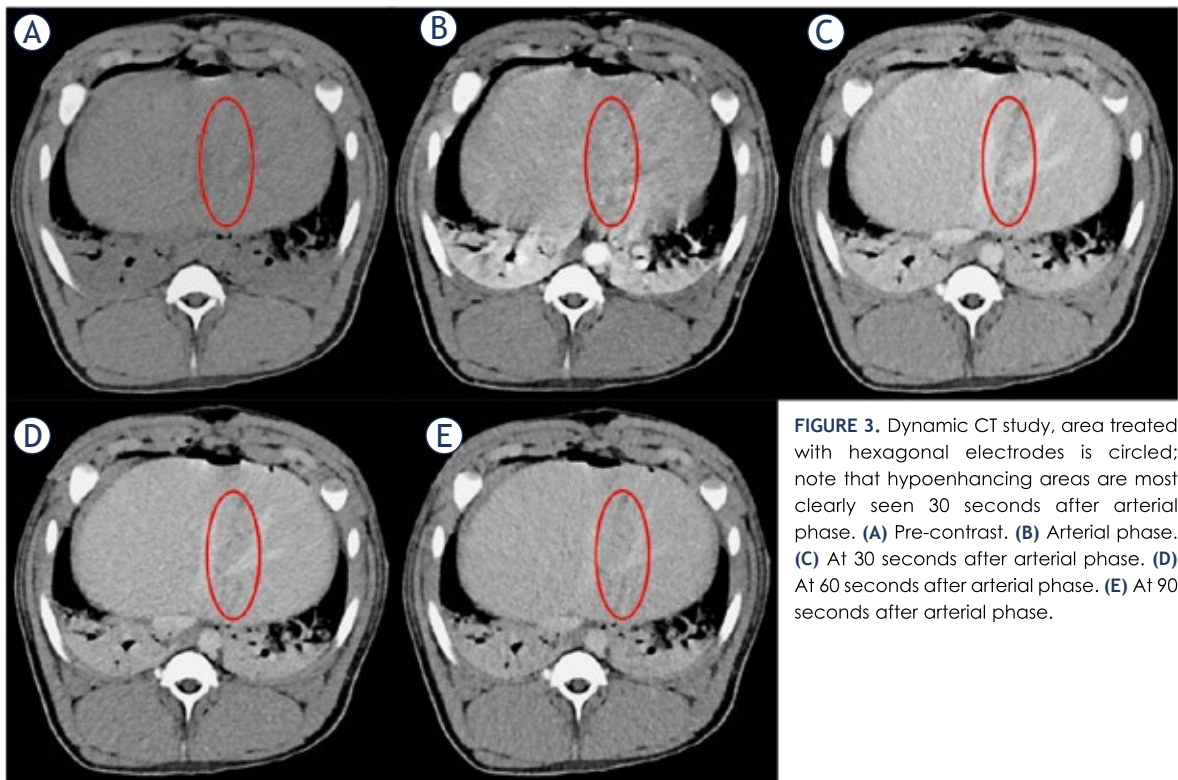 A
B
C
D
E
FIGURE 3. Dynamic CT study, area treated
with hexagonal electrodes is circled;
note that hypoenhancing areas are most
clearly seen 30 seconds after arterial
phase. (A) Pre-contrast. (B) Arterial phase.
(C) At 30 seconds after arterial phase. (D)
At 60 seconds after arterial phase. (E) At 90
seconds after arterial phase.